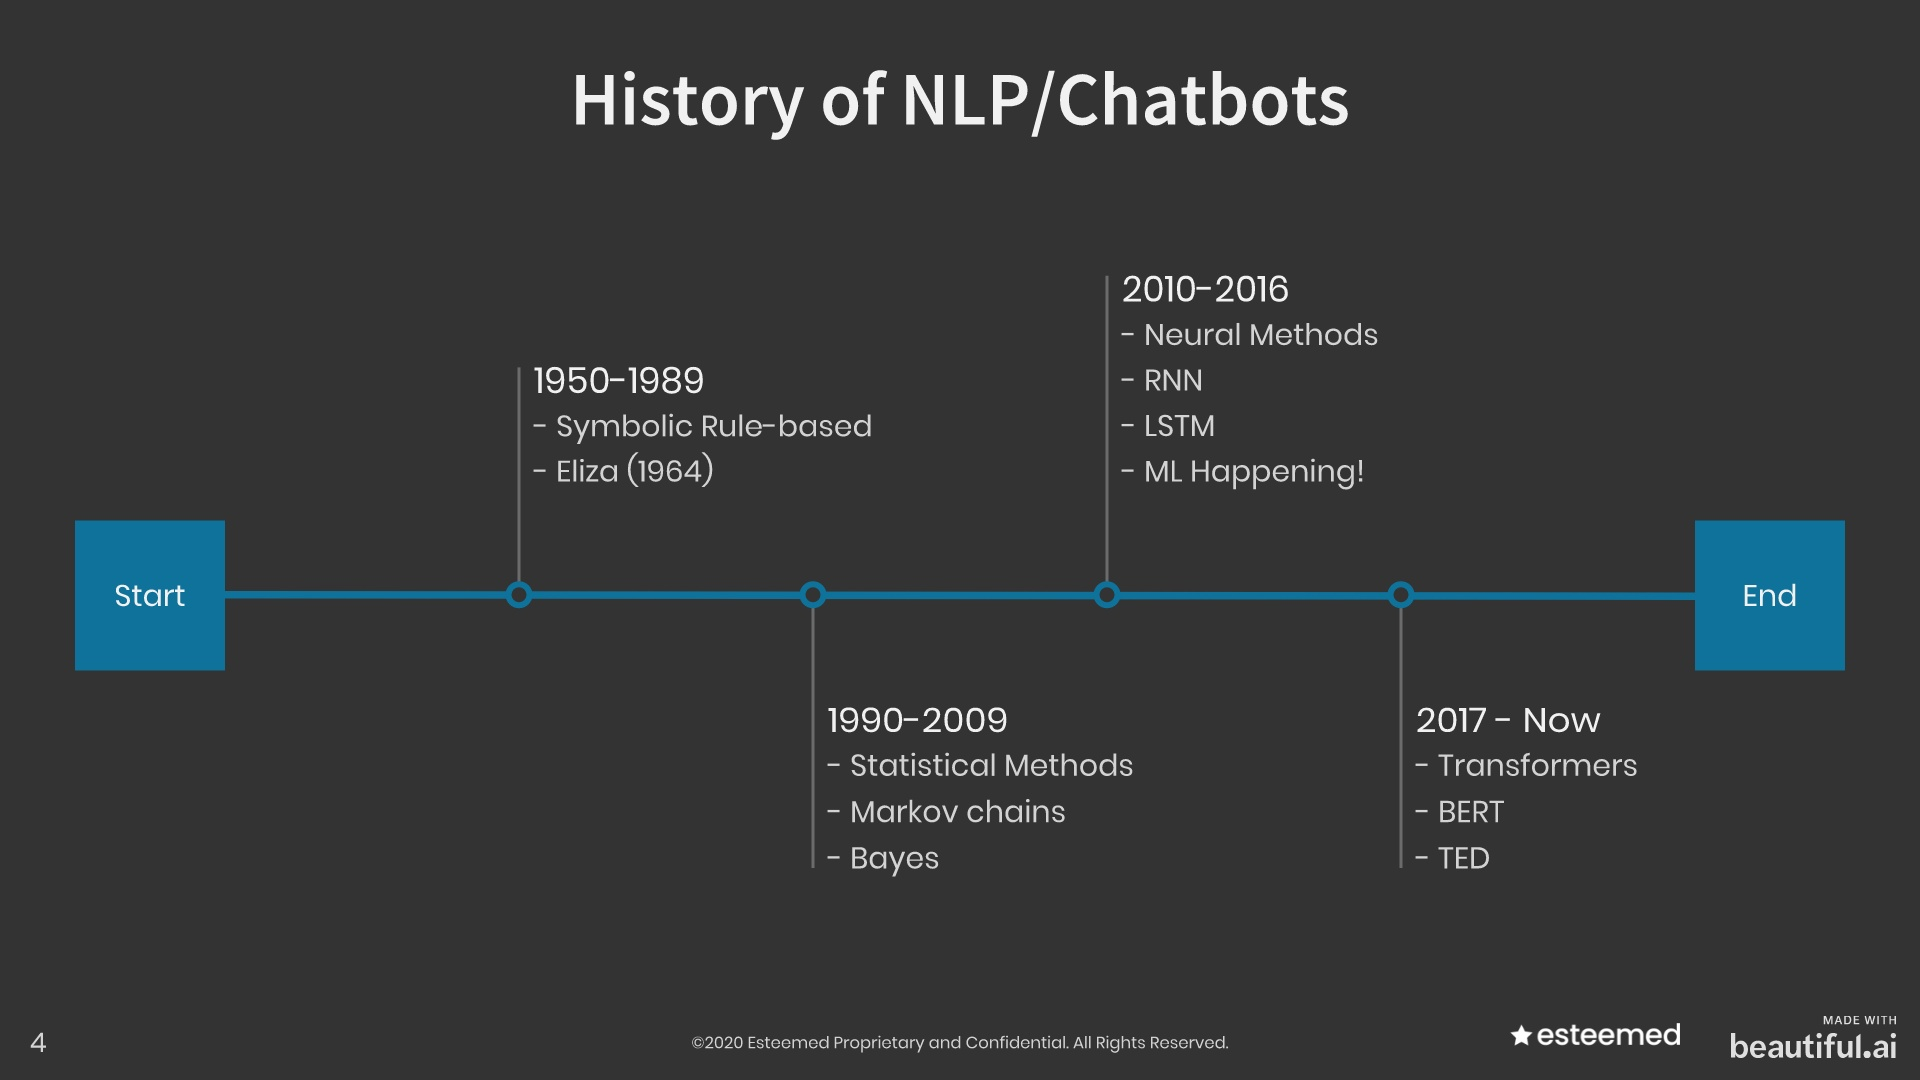 History of NLP/Chatbots
Start
1950-1989
- Symbolic Rule-based
- Eliza (1964)
1990-2009
- Statistical Methods
- Markov chains
- Bayes
2010-2016
- Neural Methods
- RNN
- LSTM
- ML Happening!
2017 - Now
- Transformers
- BERT
- TED
End
4
©2020 Esteemed Proprietary and Confidential. All Rights Reserved.
esteemed
MADE WITH
beautiful.ai